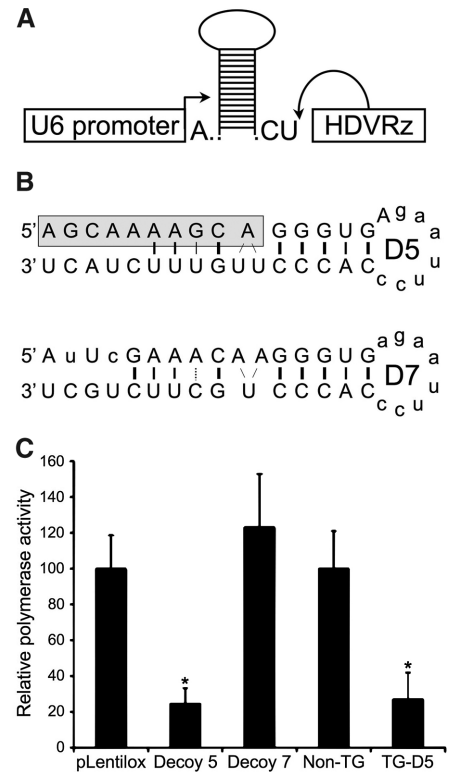 A
U6 promoter A.. .CU HDVRz
B
5' A G C A A A A G C A G G G U G A g a a u u c c c
D5
3' U C A U C U U U G U U C C C A C
5' A u U c G A A A C A A G G G U G a g a a u u c c c
D7
3' U C G U C U U C G U C C C A C
C
Relative polymerase activity
160
140
120
100
80
60
40
20
0
* *
pLentilox Decoy 5 Decoy 7 Non-TG TG-D5